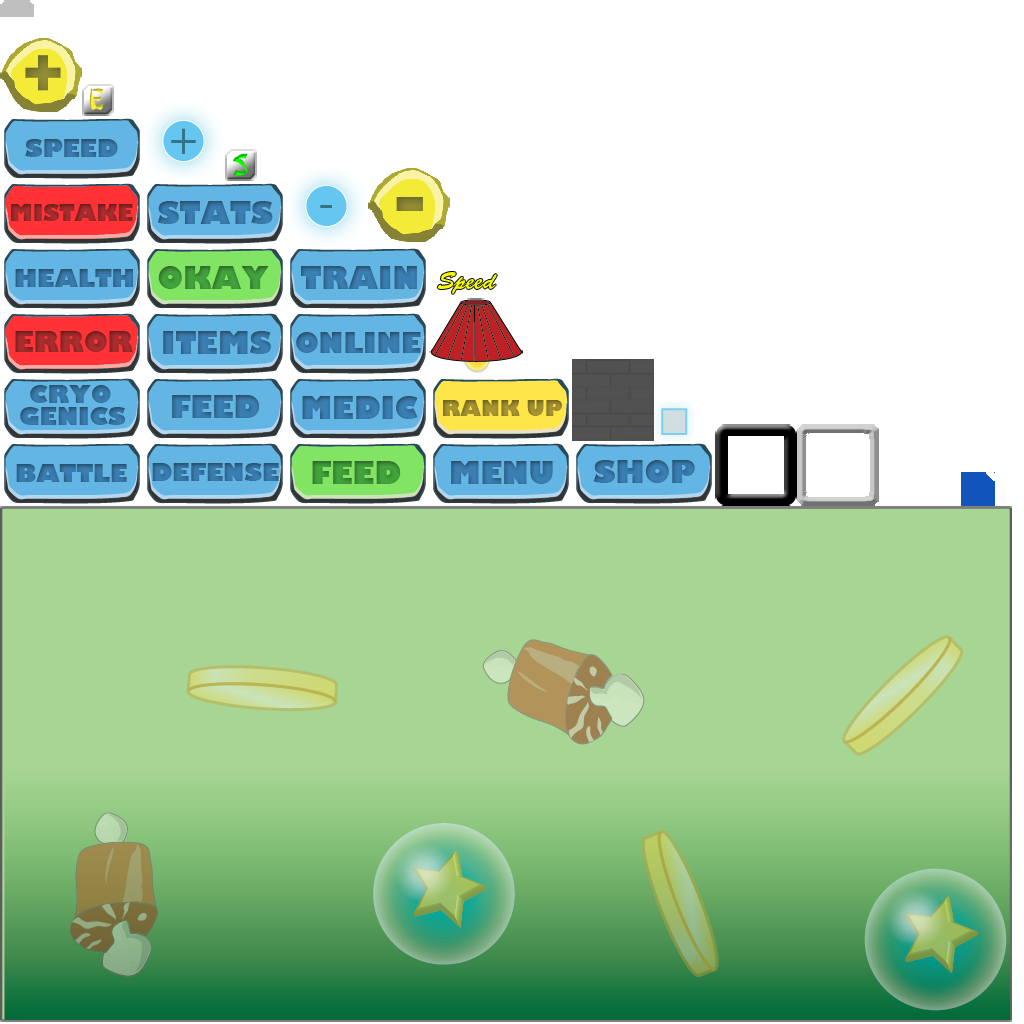 +
E
SPEED
+
S
MISTAKE
STATS
-
-
HEALTH
OKAY
TRAIN
Speed
ERROR
ITEMS
ONLINE
CRYO
GENICS
FEED
MEDIC
RANK UP
BATTLE
DEFENSE
FEED
MENU
SHOP